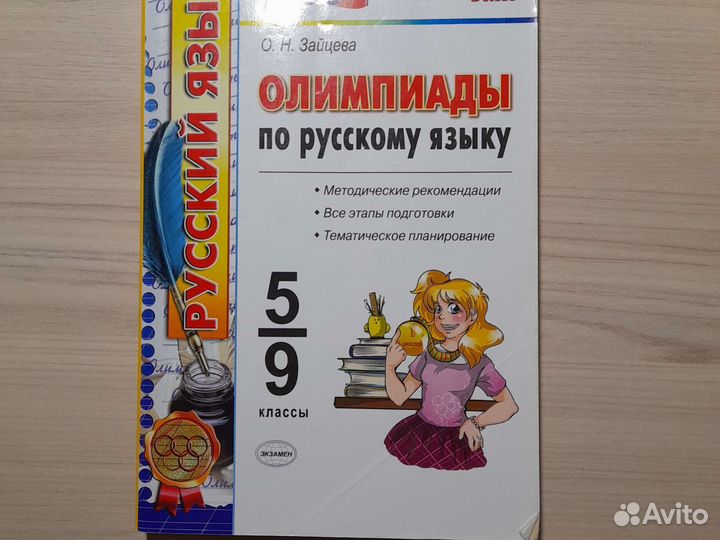 О. Н. Зайцева
ОЛИМПИАДЫ
по русскому языку
• Методические рекомендации
• Все этапы подготовки
• Тематическое планирование
5
9
классы
ЭКЗАМЕН
РУССКИЙ ЯЗЫ
Avito